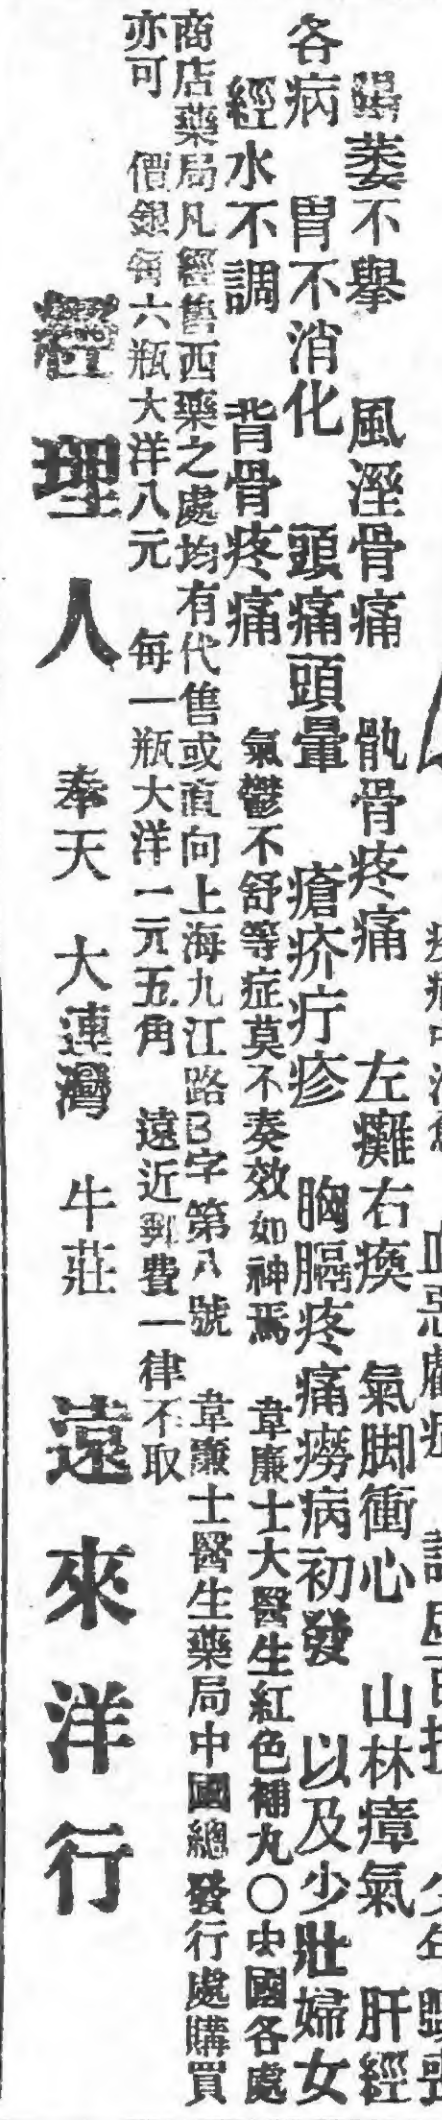 陽萎不舉　風溼骨痛　骩骨疼痛　左癱右瘓　氣脚衝心　山林瘴氣　肝經
各病　胃不消化　頭痛頭暈　瘡疥疔疹　胸膈疼痛癆病初發　以及少壯婦女
經水不調　背骨疼痛　氣鬱不舒等症莫不奏效如神焉　韋廉士大醫生紅色補丸〇中國各處
商店藥局凡經售西藥之處均有代售或直向上海九江路B字第八號　韋廉士醫生藥局中國總發行處購買
亦可　價銀每六瓶大洋八元　每一瓶大洋一元五角　遠近郵費一律不取
經理人　奉天　大連灣　牛莊　遠來洋行